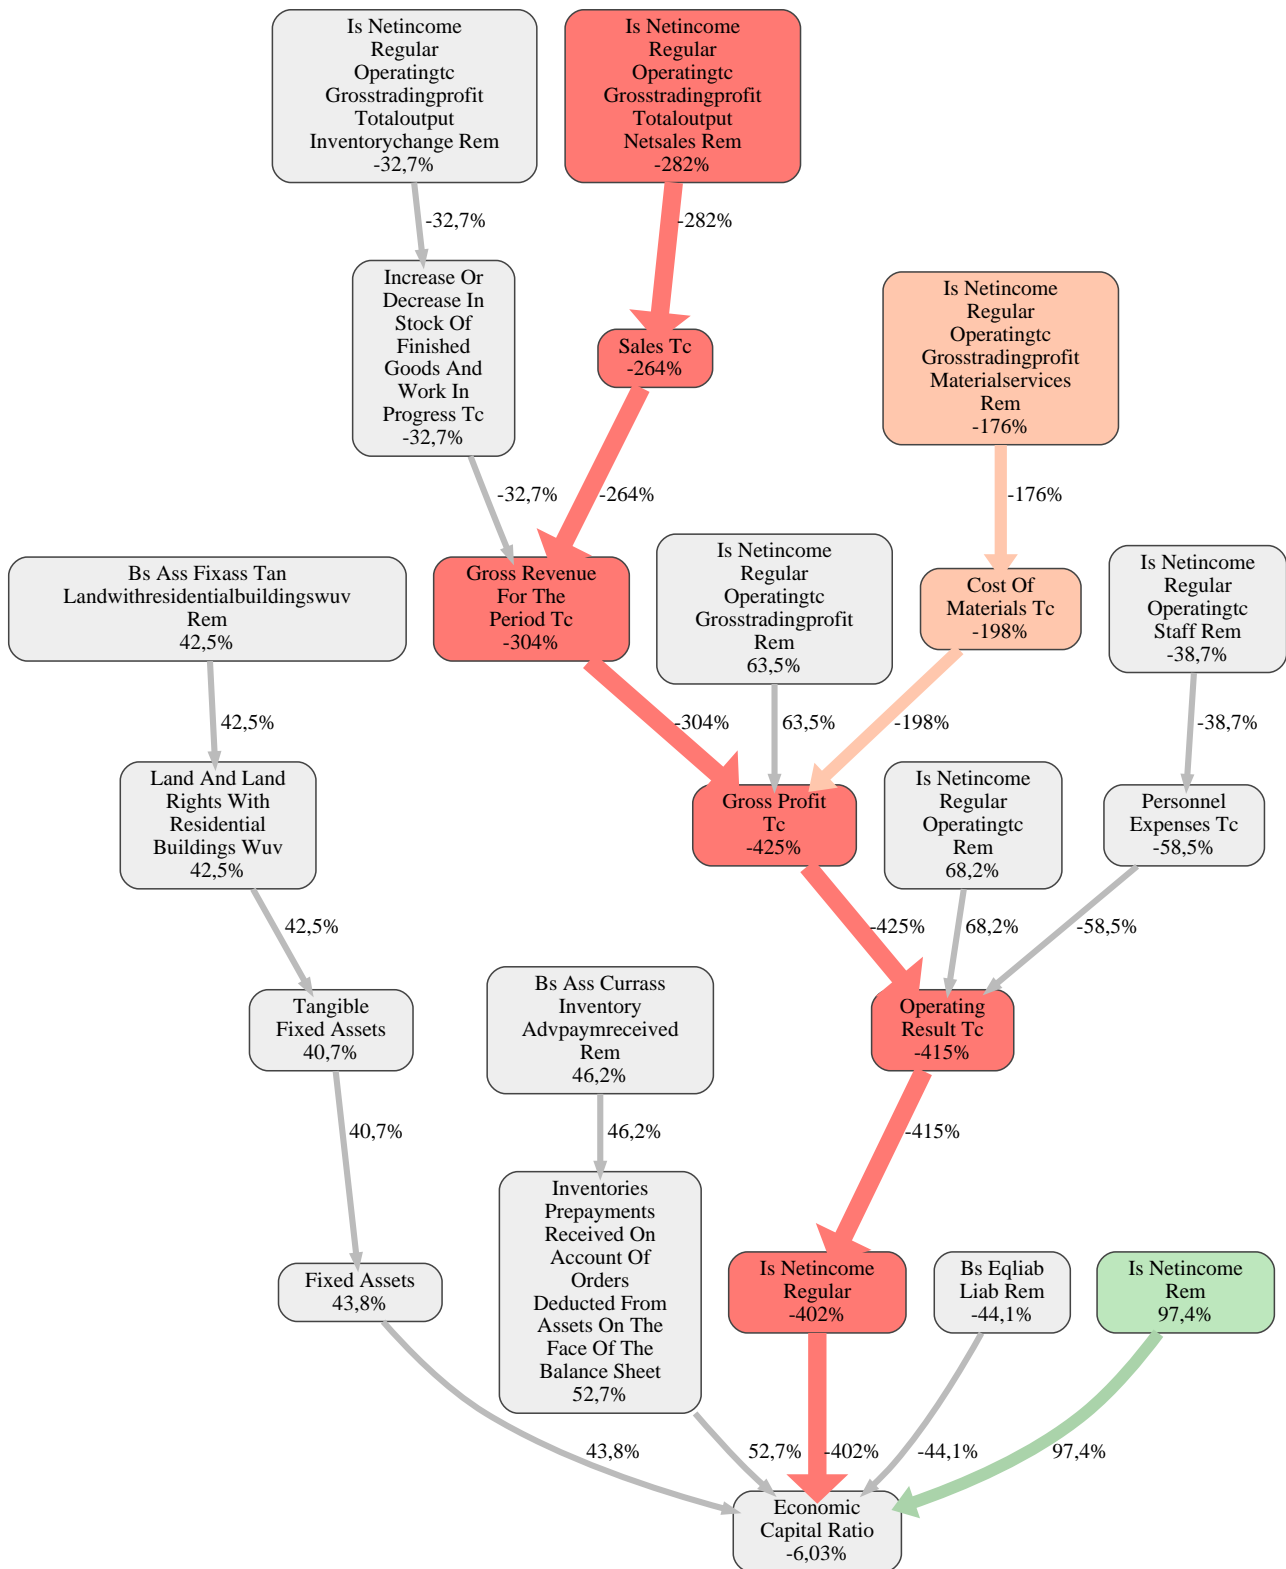 Is Netincome
Regular
Operatingtc
Grosstradingprofit
Totaloutput
Inventorychange Rem
-32,7%
Is Netincome
Regular
Operatingtc
Grosstradingprofit
Totaloutput
Netsales Rem
-282%
-32,7%
-282%
Increase Or
Decrease In
Stock Of
Finished
Goods And
Work In
Progress Tc
-32,7%
Sales Tc
-264%
Is Netincome
Regular
Operatingtc
Grosstradingprofit
Materialservices
Rem
-176%
-32,7%
-264%
-176%
Bs Ass Fixass Tan
Landwithresidentialbuildingswuv
Rem
42,5%
Gross Revenue
For The
Period Tc
-304%
Is Netincome
Regular
Operatingtc
Grosstradingprofit
Rem
63,5%
Cost Of
Materials Tc
-198%
Is Netincome
Regular
Operatingtc
Staff Rem
-38,7%
42,5%
-304%
63,5%
-198%
-38,7%
Land And Land
Rights With
Residential
Buildings Wuv
42,5%
Gross Profit
Tc
-425%
Is Netincome
Regular
Operatingtc
Rem
68,2%
Personnel
Expenses Tc
-58,5%
42,5%
-425%
68,2%
-58,5%
Tangible
Fixed Assets
40,7%
Bs Ass Currass
Inventory
Advpaymreceived
Rem
46,2%
Operating
Result Tc
-415%
40,7%
46,2%
-415%
Fixed Assets
43,8%
Inventories
Prepayments
Received On
Account Of
Orders
Deducted From
Assets On The
Face Of The
Balance Sheet
52,7%
Is Netincome
Regular
-402%
Bs Eqliab
Liab Rem
-44,1%
Is Netincome
Rem
97,4%
43,8%
52,7%
-402%
-44,1%
97,4%
Economic
Capital Ratio
-6,03%